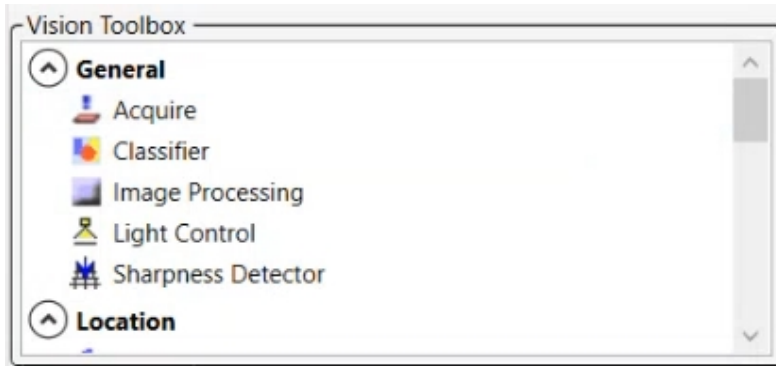 Vision Toolbox
General
Acquire
Classifier
Image Processing
Light Control
Sharpness Detector
Location